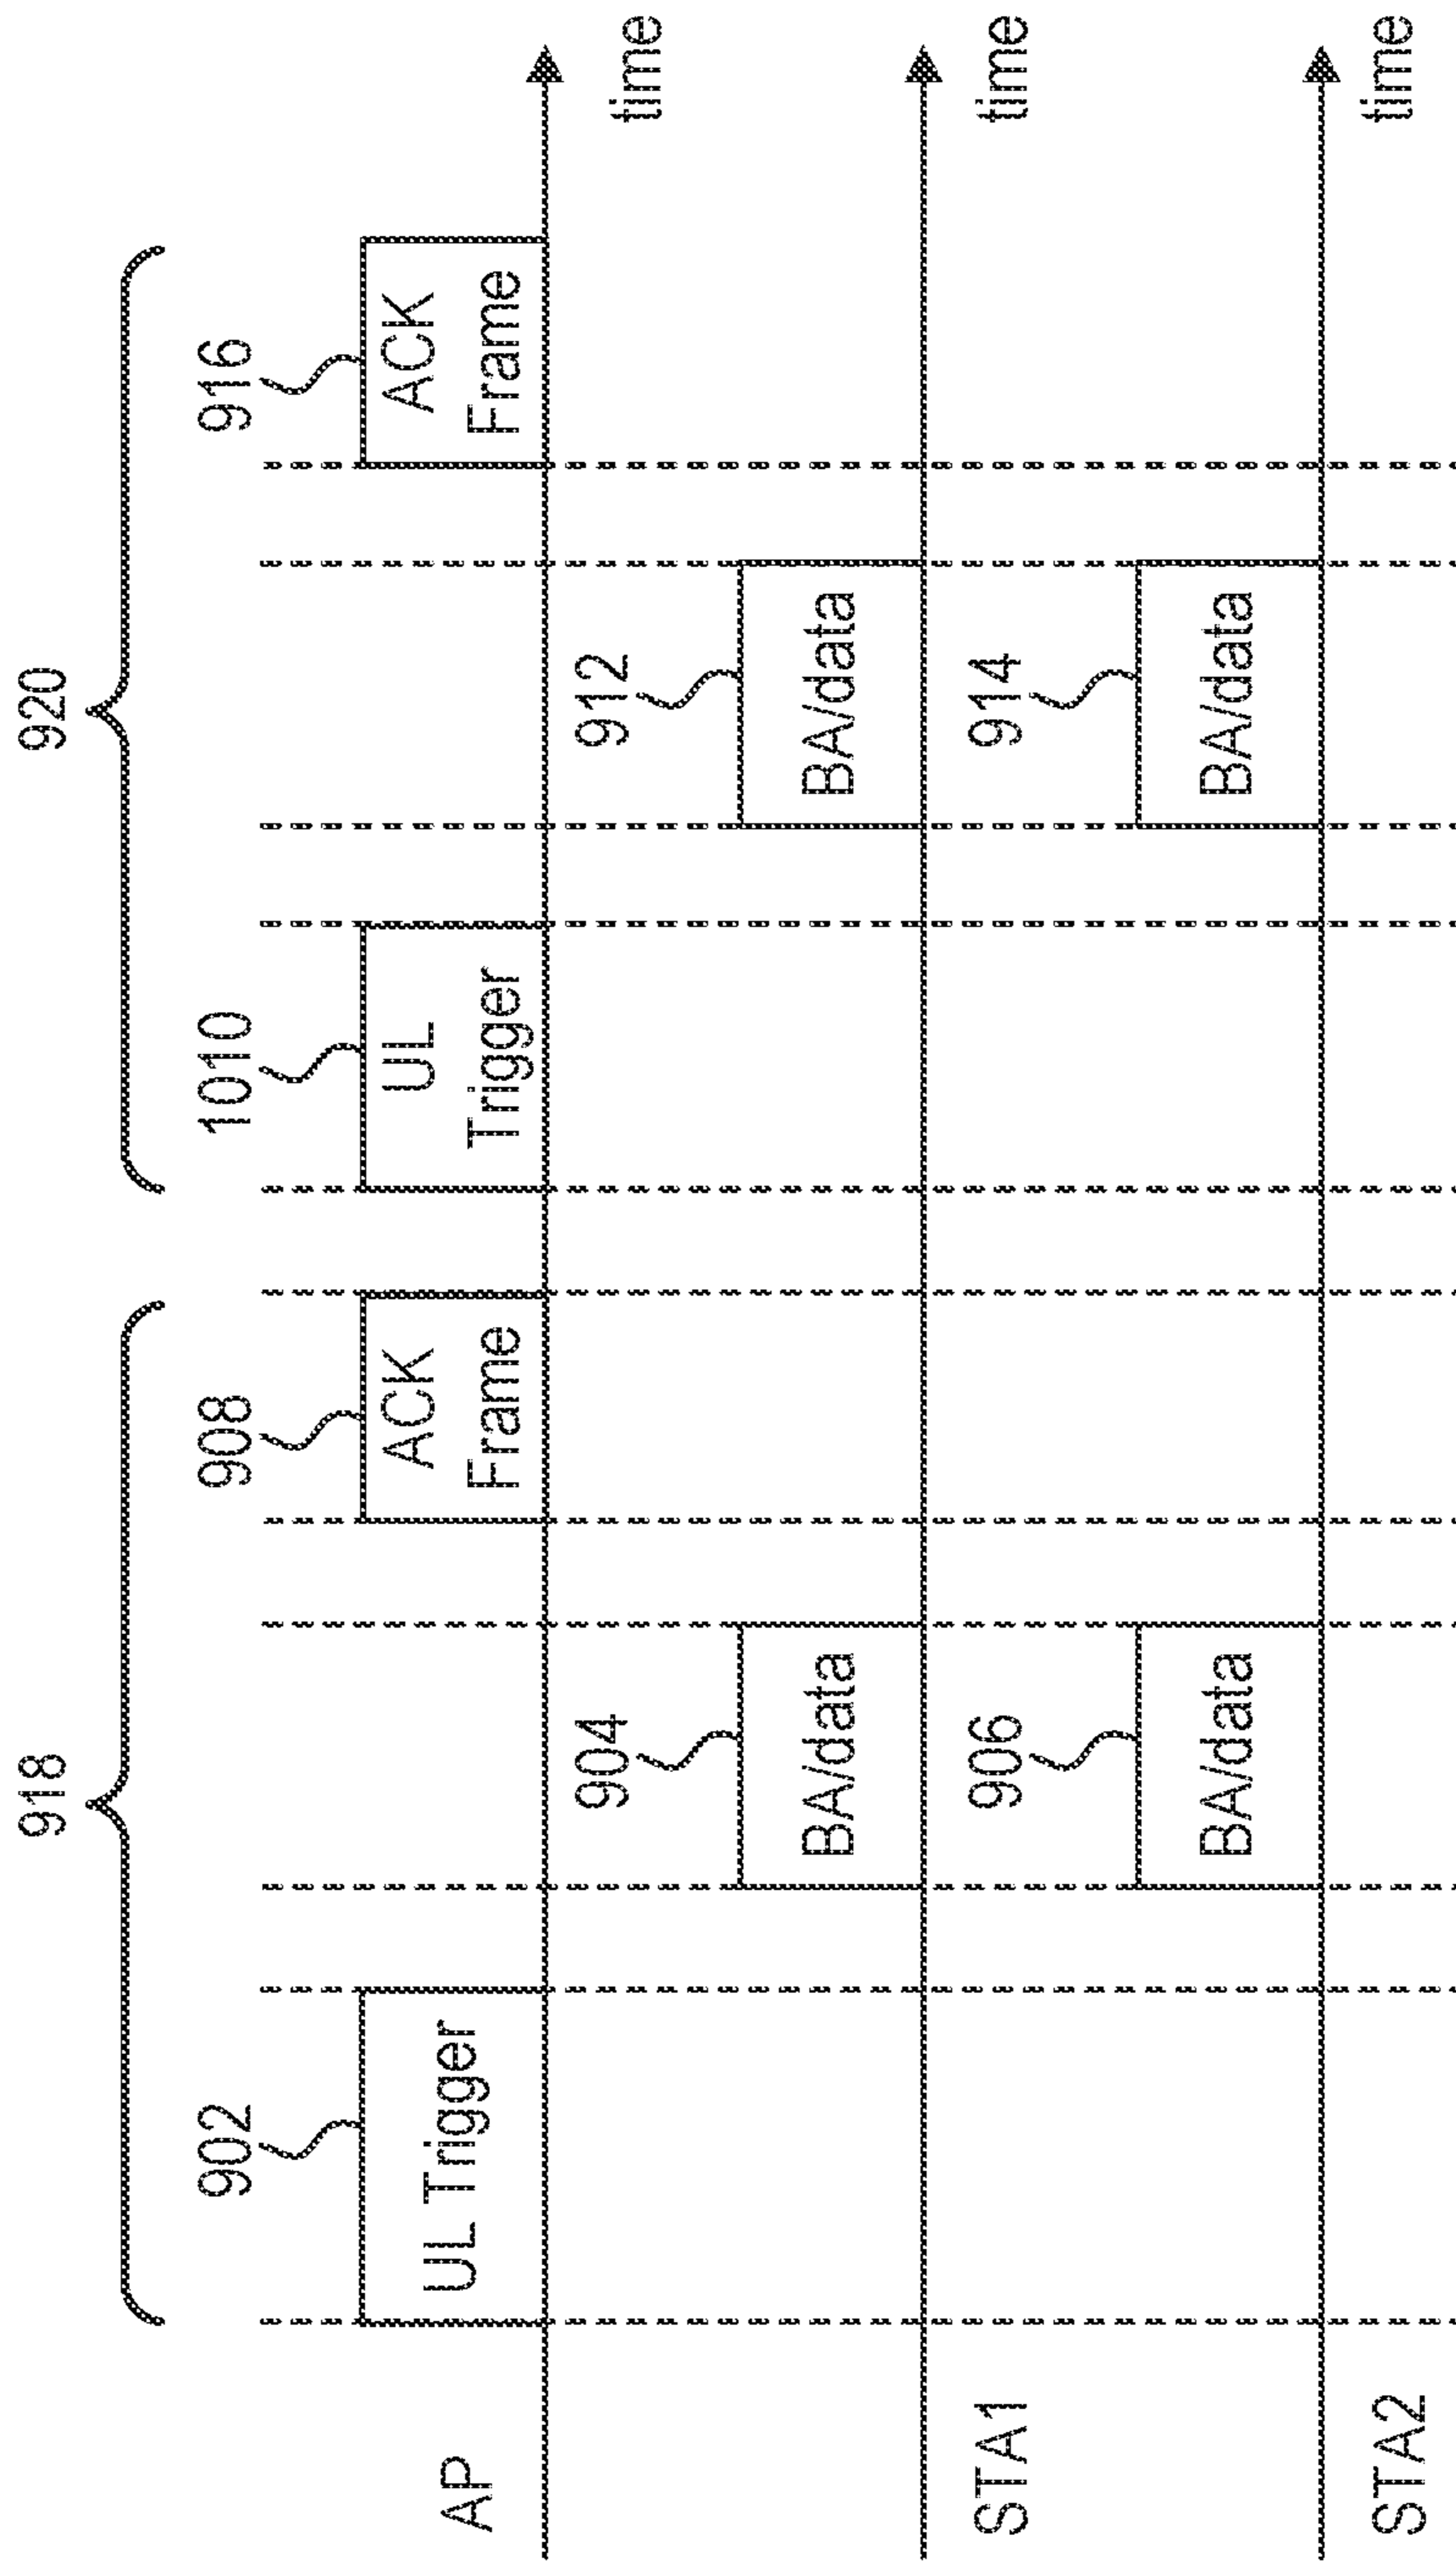 918
920
902
908
1010
916
UL Trigger
ACK
Frame
UL
Trigger
ACK
Frame
AP
time
904
912
BA/data
BA/data
STA1
time
906
914
BA/data
BA/data
STA2
time